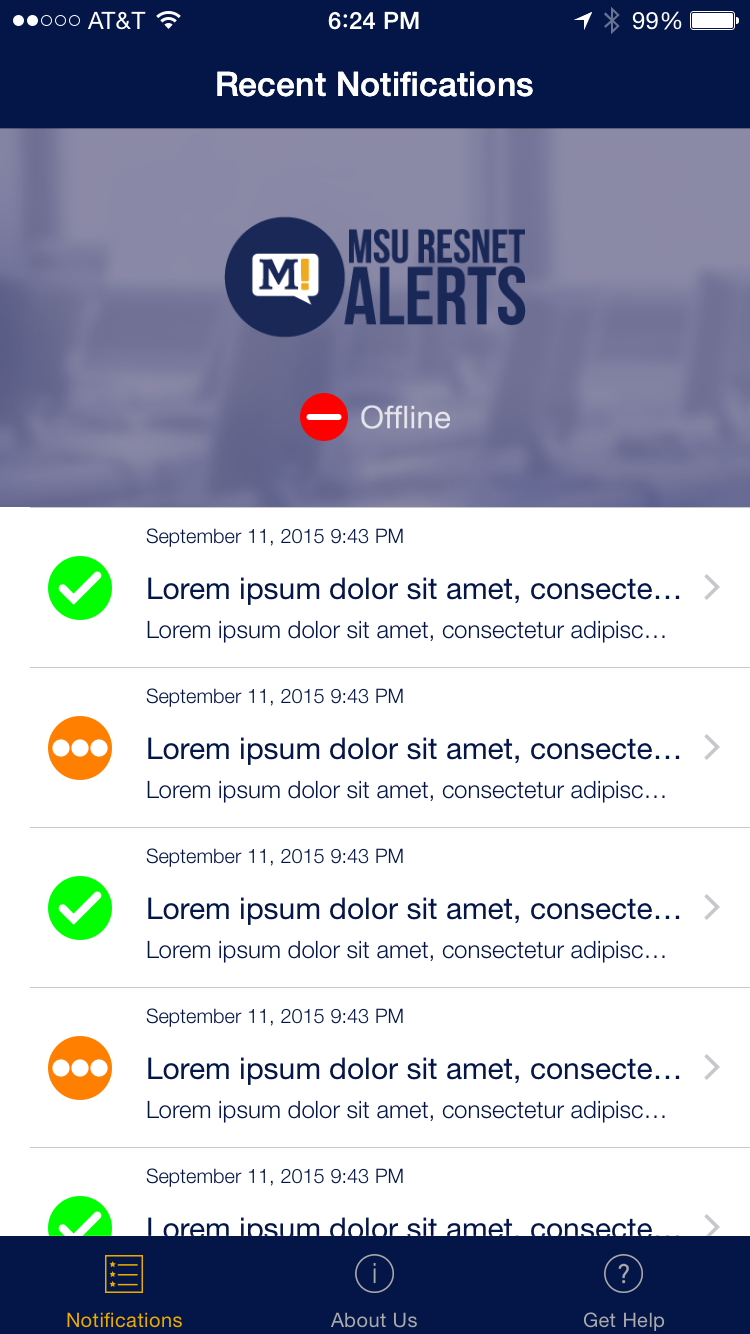 AT&T 6:24 PM 99%
Recent Notifications
M!
MSU RESNET
ALERTS
Offline
September 11, 2015 9:43 PM
Lorem ipsum dolor sit amet, consecte...
Lorem ipsum dolor sit amet, consectetur adipisc...
September 11, 2015 9:43 PM
Lorem ipsum dolor sit amet, consecte...
Lorem ipsum dolor sit amet, consectetur adipisc...
September 11, 2015 9:43 PM
Lorem ipsum dolor sit amet, consecte...
Lorem ipsum dolor sit amet, consectetur adipisc...
September 11, 2015 9:43 PM
Lorem ipsum dolor sit amet, consecte...
Lorem ipsum dolor sit amet, consectetur adipisc...
September 11, 2015 9:43 PM
Lorem ipsum dolor sit amet, consecte...
Notifications About Us Get Help